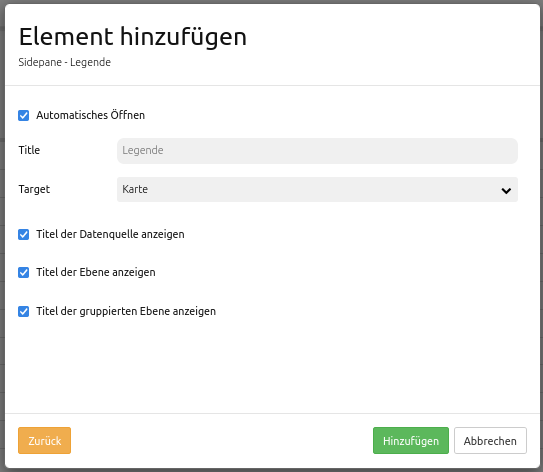 Element hinzufügen
Sidepane - Legende
Automatisches Öffnen
Title Legende
Target Karte
Titel der Datenquelle anzeigen
Titel der Ebene anzeigen
Titel der gruppierten Ebene anzeigen
Zurück Hinzufügen Abbrechen